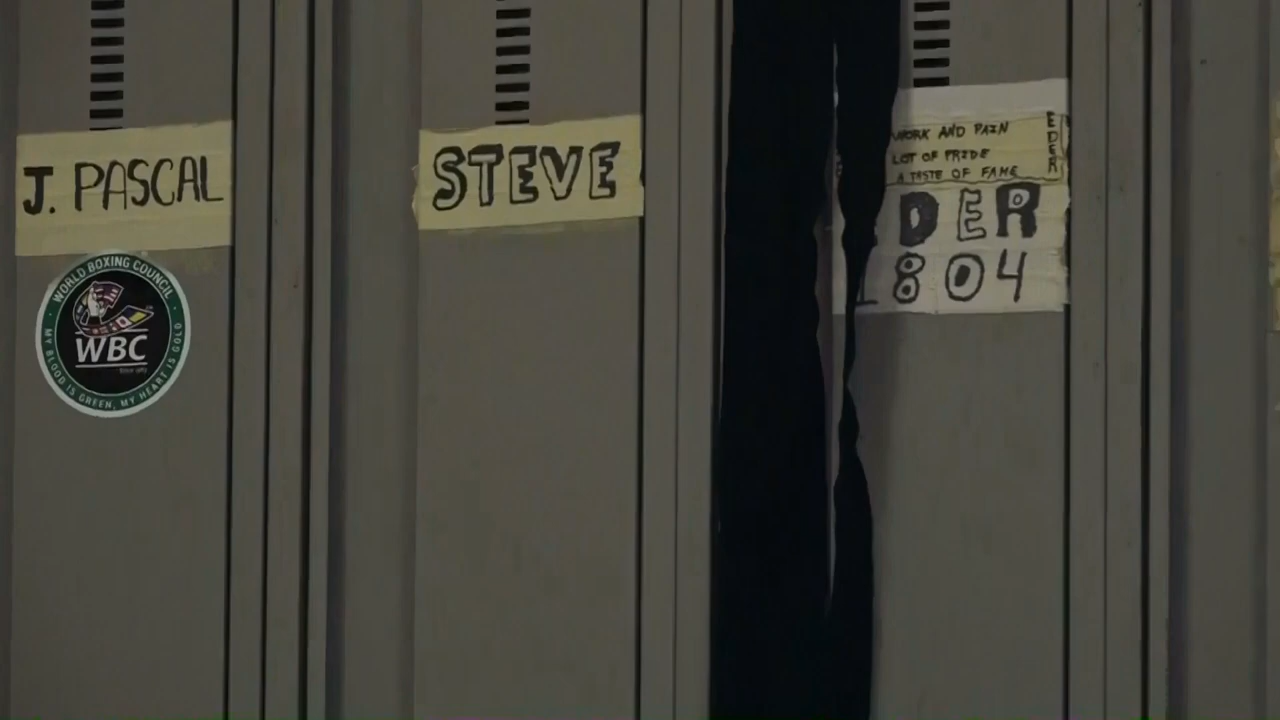 J. PASCAL
WORLD BOXING COUNCIL
WBC
MY BLOOD IS GREEN, MY HEART IS GOLD
STEVE
WORK AND PAIN
LOT OF PRIDE
A TASTE OF FAME
EDER
DER
1804